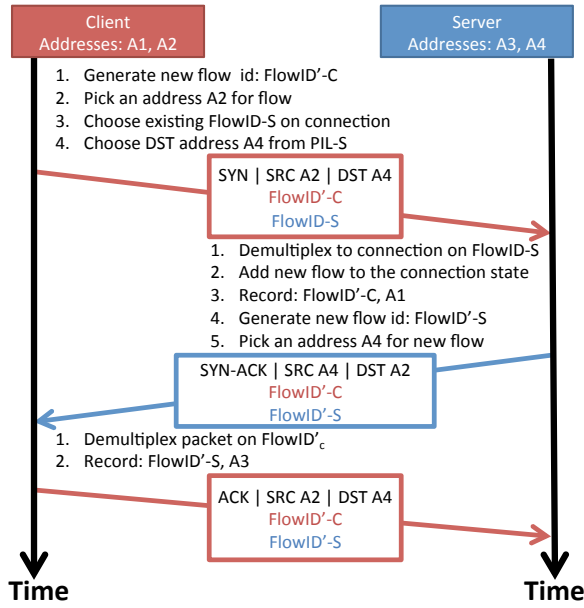 Client
Addresses: A1, A2
Server
Addresses: A3, A4
1. Generate new flow id: FlowID'-C
2. Pick an address A2 for flow
3. Choose existing FlowID-S on connection
4. Choose DST address A4 from PIL-S
SYN | SRC A2 | DST A4
FlowID'-C
FlowID-S
1. Demultiplex to connection on FlowID-S
2. Add new flow to the connection state
3. Record: FlowID'-C, A1
4. Generate new flow id: FlowID'-S
5. Pick an address A4 for new flow
SYN-ACK | SRC A4 | DST A2
FlowID'-C
FlowID'-S
1. Demultiplex packet on FlowID'c
2. Record: FlowID'-S, A3
ACK | SRC A2 | DST A4
FlowID'-C
FlowID'-S
Time
Time